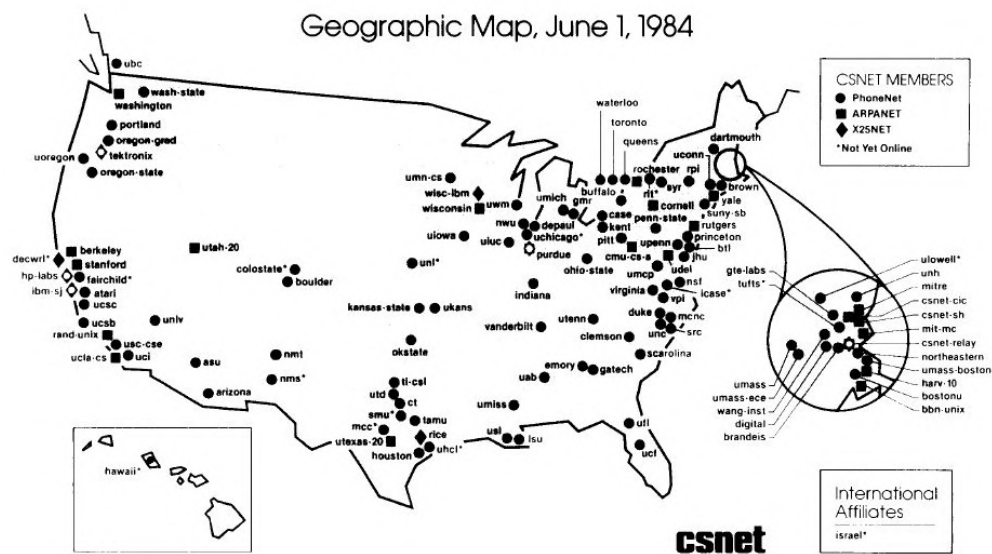 Geographic Map, June 1, 1984
CSNET MEMBERS
PhoneNet
ARPANET
X25NET
*Not Yet Online
ubc
wash-state
washington
portland
oregon-grad
tektronix
uoregon
oregon-state
berkeley
decwrl*
stanford
hp-labs
fairchild*
ibm-sj
atari
ucsc
ucsb
rand-unix
usc-cse
ucla-cs
uci
utah-20
univ
colostate*
boulder
asu
arizona
nmt
nms*
umn-cs
wisc-ibm
wisconsin
uwm
uiowa
uiuc
nwu
depaul
uchicago*
purdue
umich
gmr
uni*
kansas-state
ukans
okstate
indiana
vanderbilt
utenn
clemson
emory
gatech
uab
umiss
scarolina
ti-csl
utd
ct
smu*
tamu
mcc*
rice
utexas-20
uhcl*
houston
usl
lsu
ufl
ucf
waterloo
toronto
queens
rochester
rpi
buffalo
rit*
syr
cornell
case
kent
penn-state
pitt
cmu-cs-a
ohio-state
upenn
umcp
udel
jhu
btl
princeton
rutgers
suny-sb
yale
brown
uconn
dartmouth
nsf
virginia
icase*
vpi
duke
mcnc
unc
src
gte-labs
tufts*
ulowell*
unh
mitre
csnet-cic
csnet-sh
mit-mc
csnet-relay
northeastern
umass-boston
harv-10
bostonu
bbn-unix
umass
umass-ece
wang-inst
digital
brandeis
hawaii*
International
Affiliates
israel*
csnet